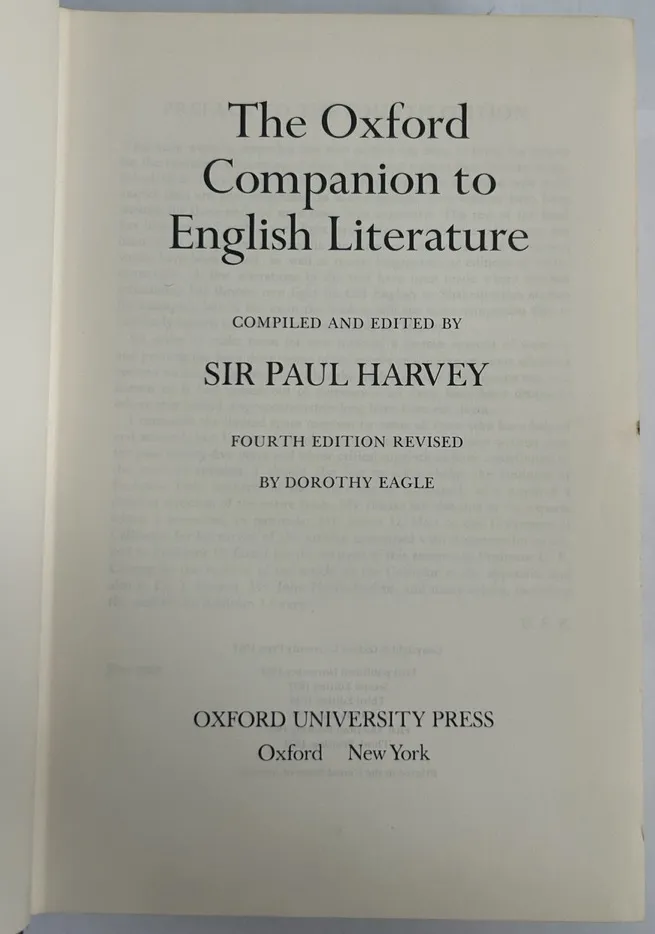 The Oxford
Companion to
English Literature
COMPILED AND EDITED BY
SIR PAUL HARVEY
FOURTH EDITION REVISED
BY DOROTHY EAGLE
OXFORD UNIVERSITY PRESS
Oxford New York